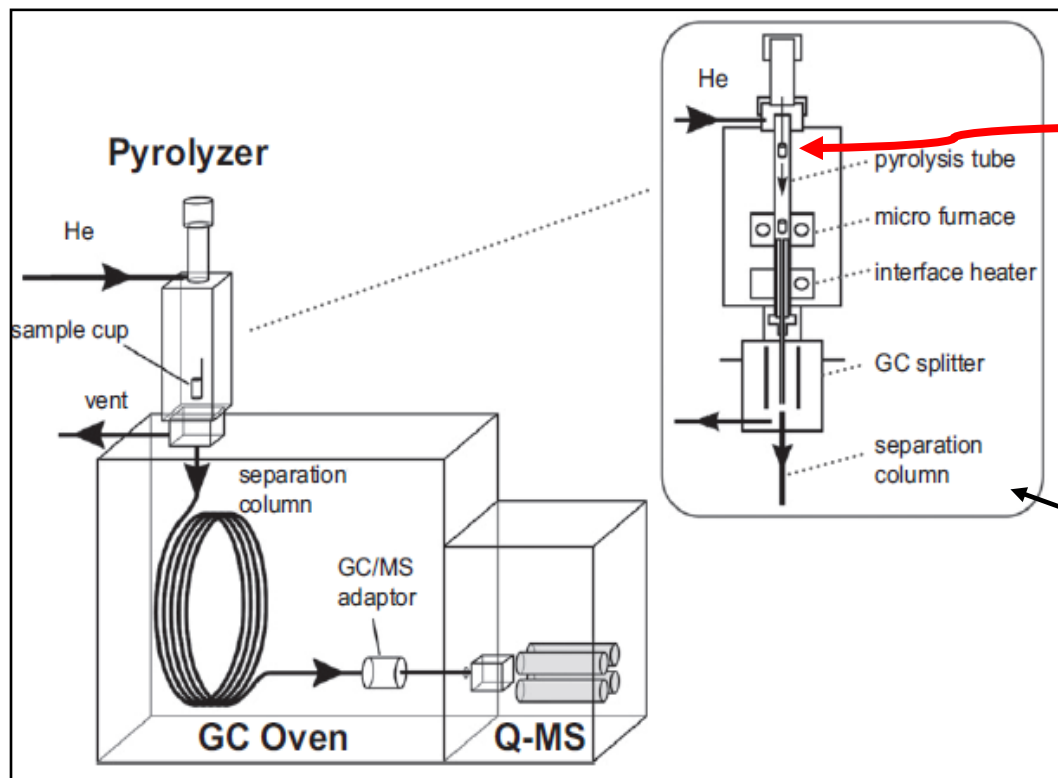 Pyrolyzer
He
sample cup
vent
separation
column
GC/MS
adaptor
GC Oven
Q-MS
He
pyrolysis tube
micro furnace
interface heater
GC splitter
separation
column